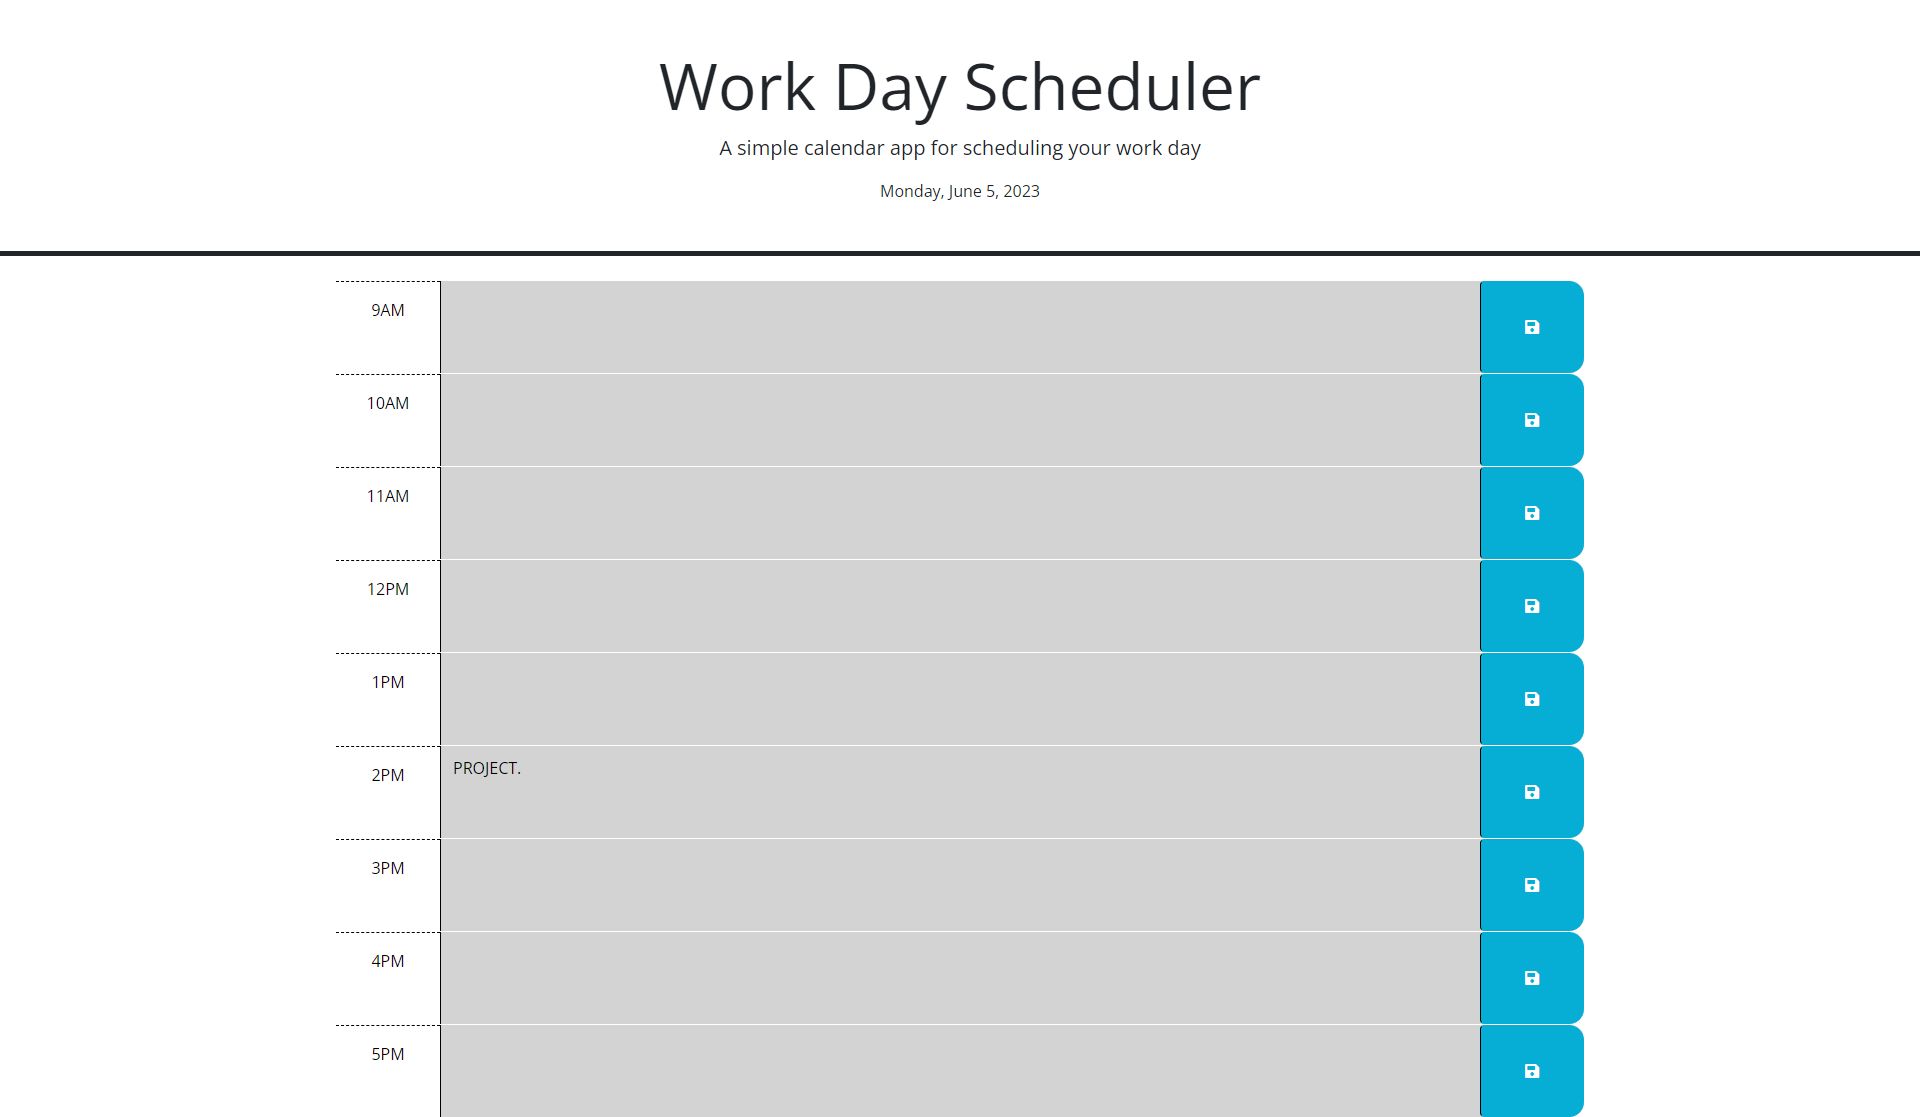 Work Day Scheduler
A simple calendar app for scheduling your work day
Monday, June 5, 2023
9AM
10AM
11AM
12PM
1PM
2PM
PROJECT.
3PM
4PM
5PM